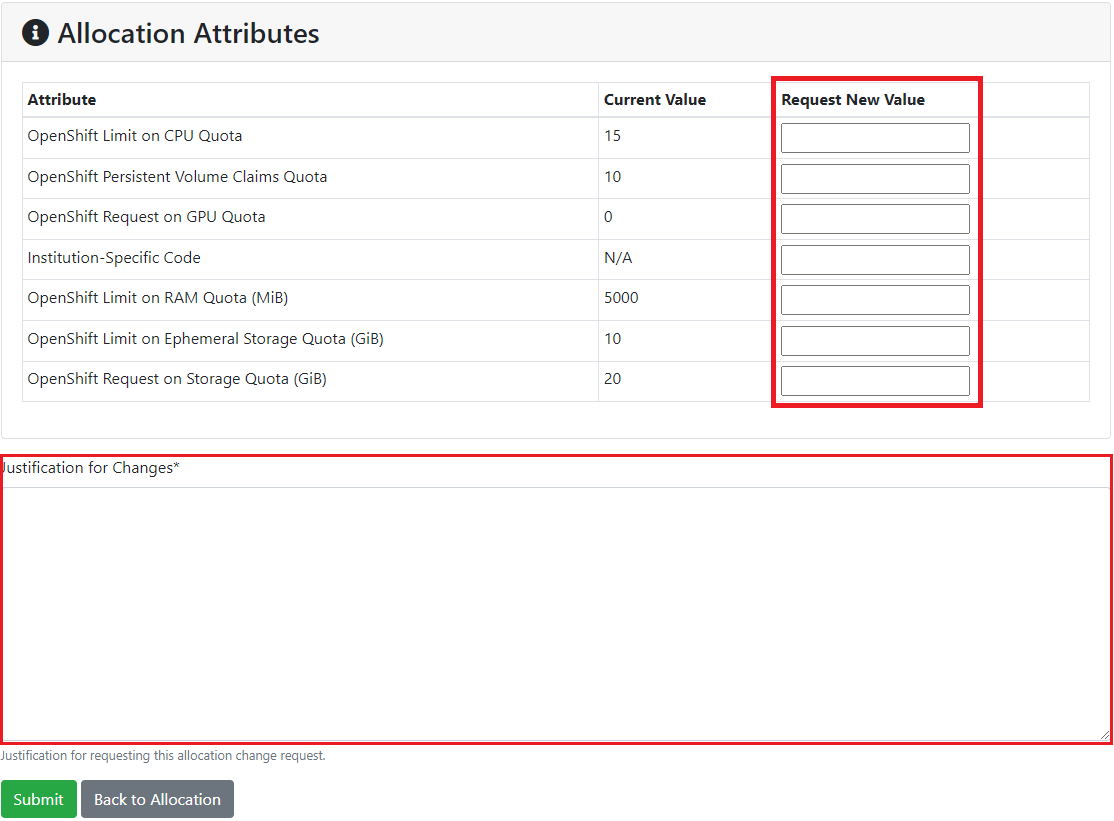 Allocation Attributes
Attribute Current Value Request New Value
OpenShift Limit on CPU Quota 15
OpenShift Persistent Volume Claims Quota 10
OpenShift Request on GPU Quota 0
Institution-Specific Code N/A
OpenShift Limit on RAM Quota (MiB) 5000
OpenShift Limit on Ephemeral Storage Quota (GiB) 10
OpenShift Request on Storage Quota (GiB) 20
Justification for Changes*
Justification for requesting this allocation change request.
Submit Back to Allocation